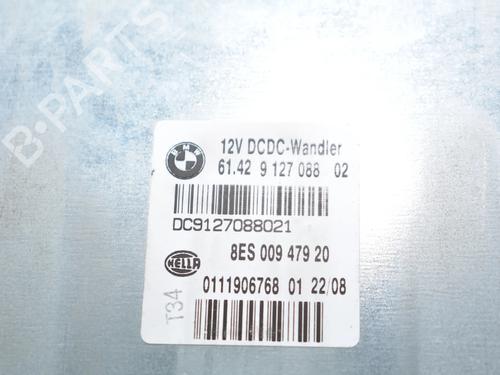 B-PARTS
BMW
12V DCDC-Wandler
61.42 9 127 088 02
DC9127088021
8ES 009 479 20
HELLA
0111906768 01 22/08
T34